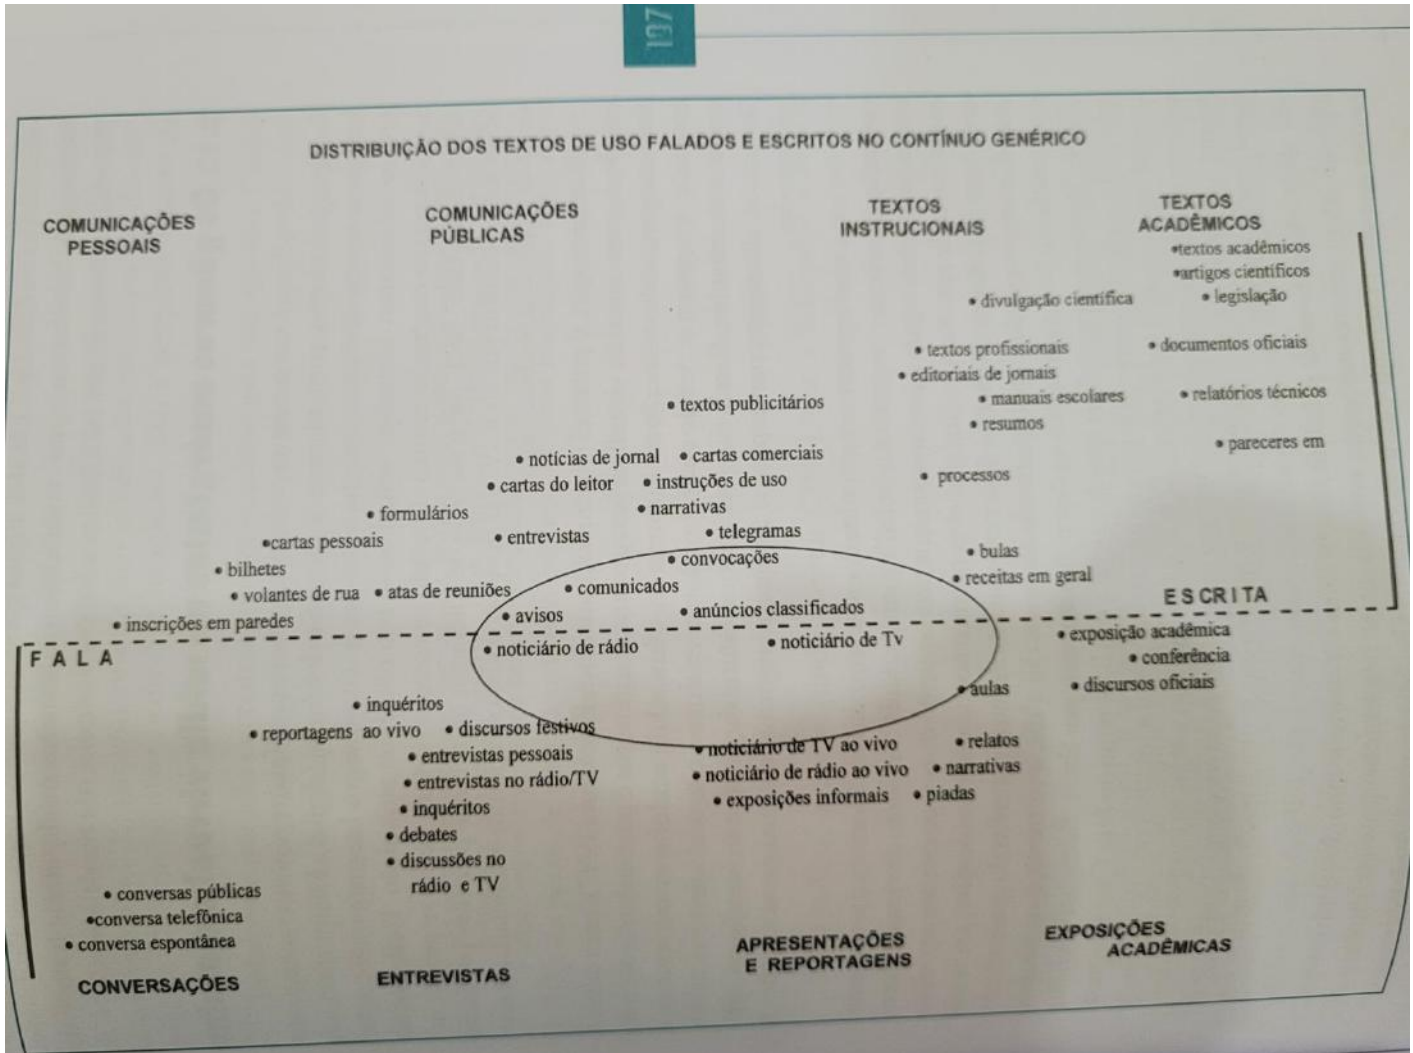 197
DISTRIBUIÇÃO DOS TEXTOS DE USO FALADOS E ESCRITOS NO CONTÍNUO GENÉRICO
COMUNICAÇÕES
PESSOAIS
COMUNICAÇÕES
PÚBLICAS
TEXTOS
INSTRUCIONAIS
TEXTOS
ACADÊMICOS
•textos acadêmicos
•artigos científicos
• divulgação científica
• legislação
• textos profissionais
• documentos oficiais
• editoriais de jornais
• textos publicitários
• manuais escolares
• relatórios técnicos
• resumos
• pareceres em
• notícias de jornal
• cartas comerciais
• cartas do leitor
• instruções de uso
• processos
• formulários
• narrativas
•cartas pessoais
• entrevistas
• telegramas
• bilhetes
• convocações
• bulas
• volantes de rua
• atas de reuniões
• comunicados
• receitas em geral
• inscrições em paredes
• avisos
• anúncios classificados
ESCRITA
FALA
• noticiário de rádio
• noticiário de Tv
• exposição acadêmica
• conferência
• inquéritos
• aulas
• discursos oficiais
• reportagens ao vivo
• discursos festivos
• entrevistas pessoais
• noticiário de TV ao vivo
• relatos
• entrevistas no rádio/TV
• noticiário de rádio ao vivo
• narrativas
• inquéritos
• exposições informais
• piadas
• debates
• discussões no
rádio e TV
• conversas públicas
•conversa telefônica
• conversa espontânea
CONVERSAÇÕES
ENTREVISTAS
APRESENTAÇÕES
E REPORTAGENS
EXPOSIÇÕES
ACADÊMICAS